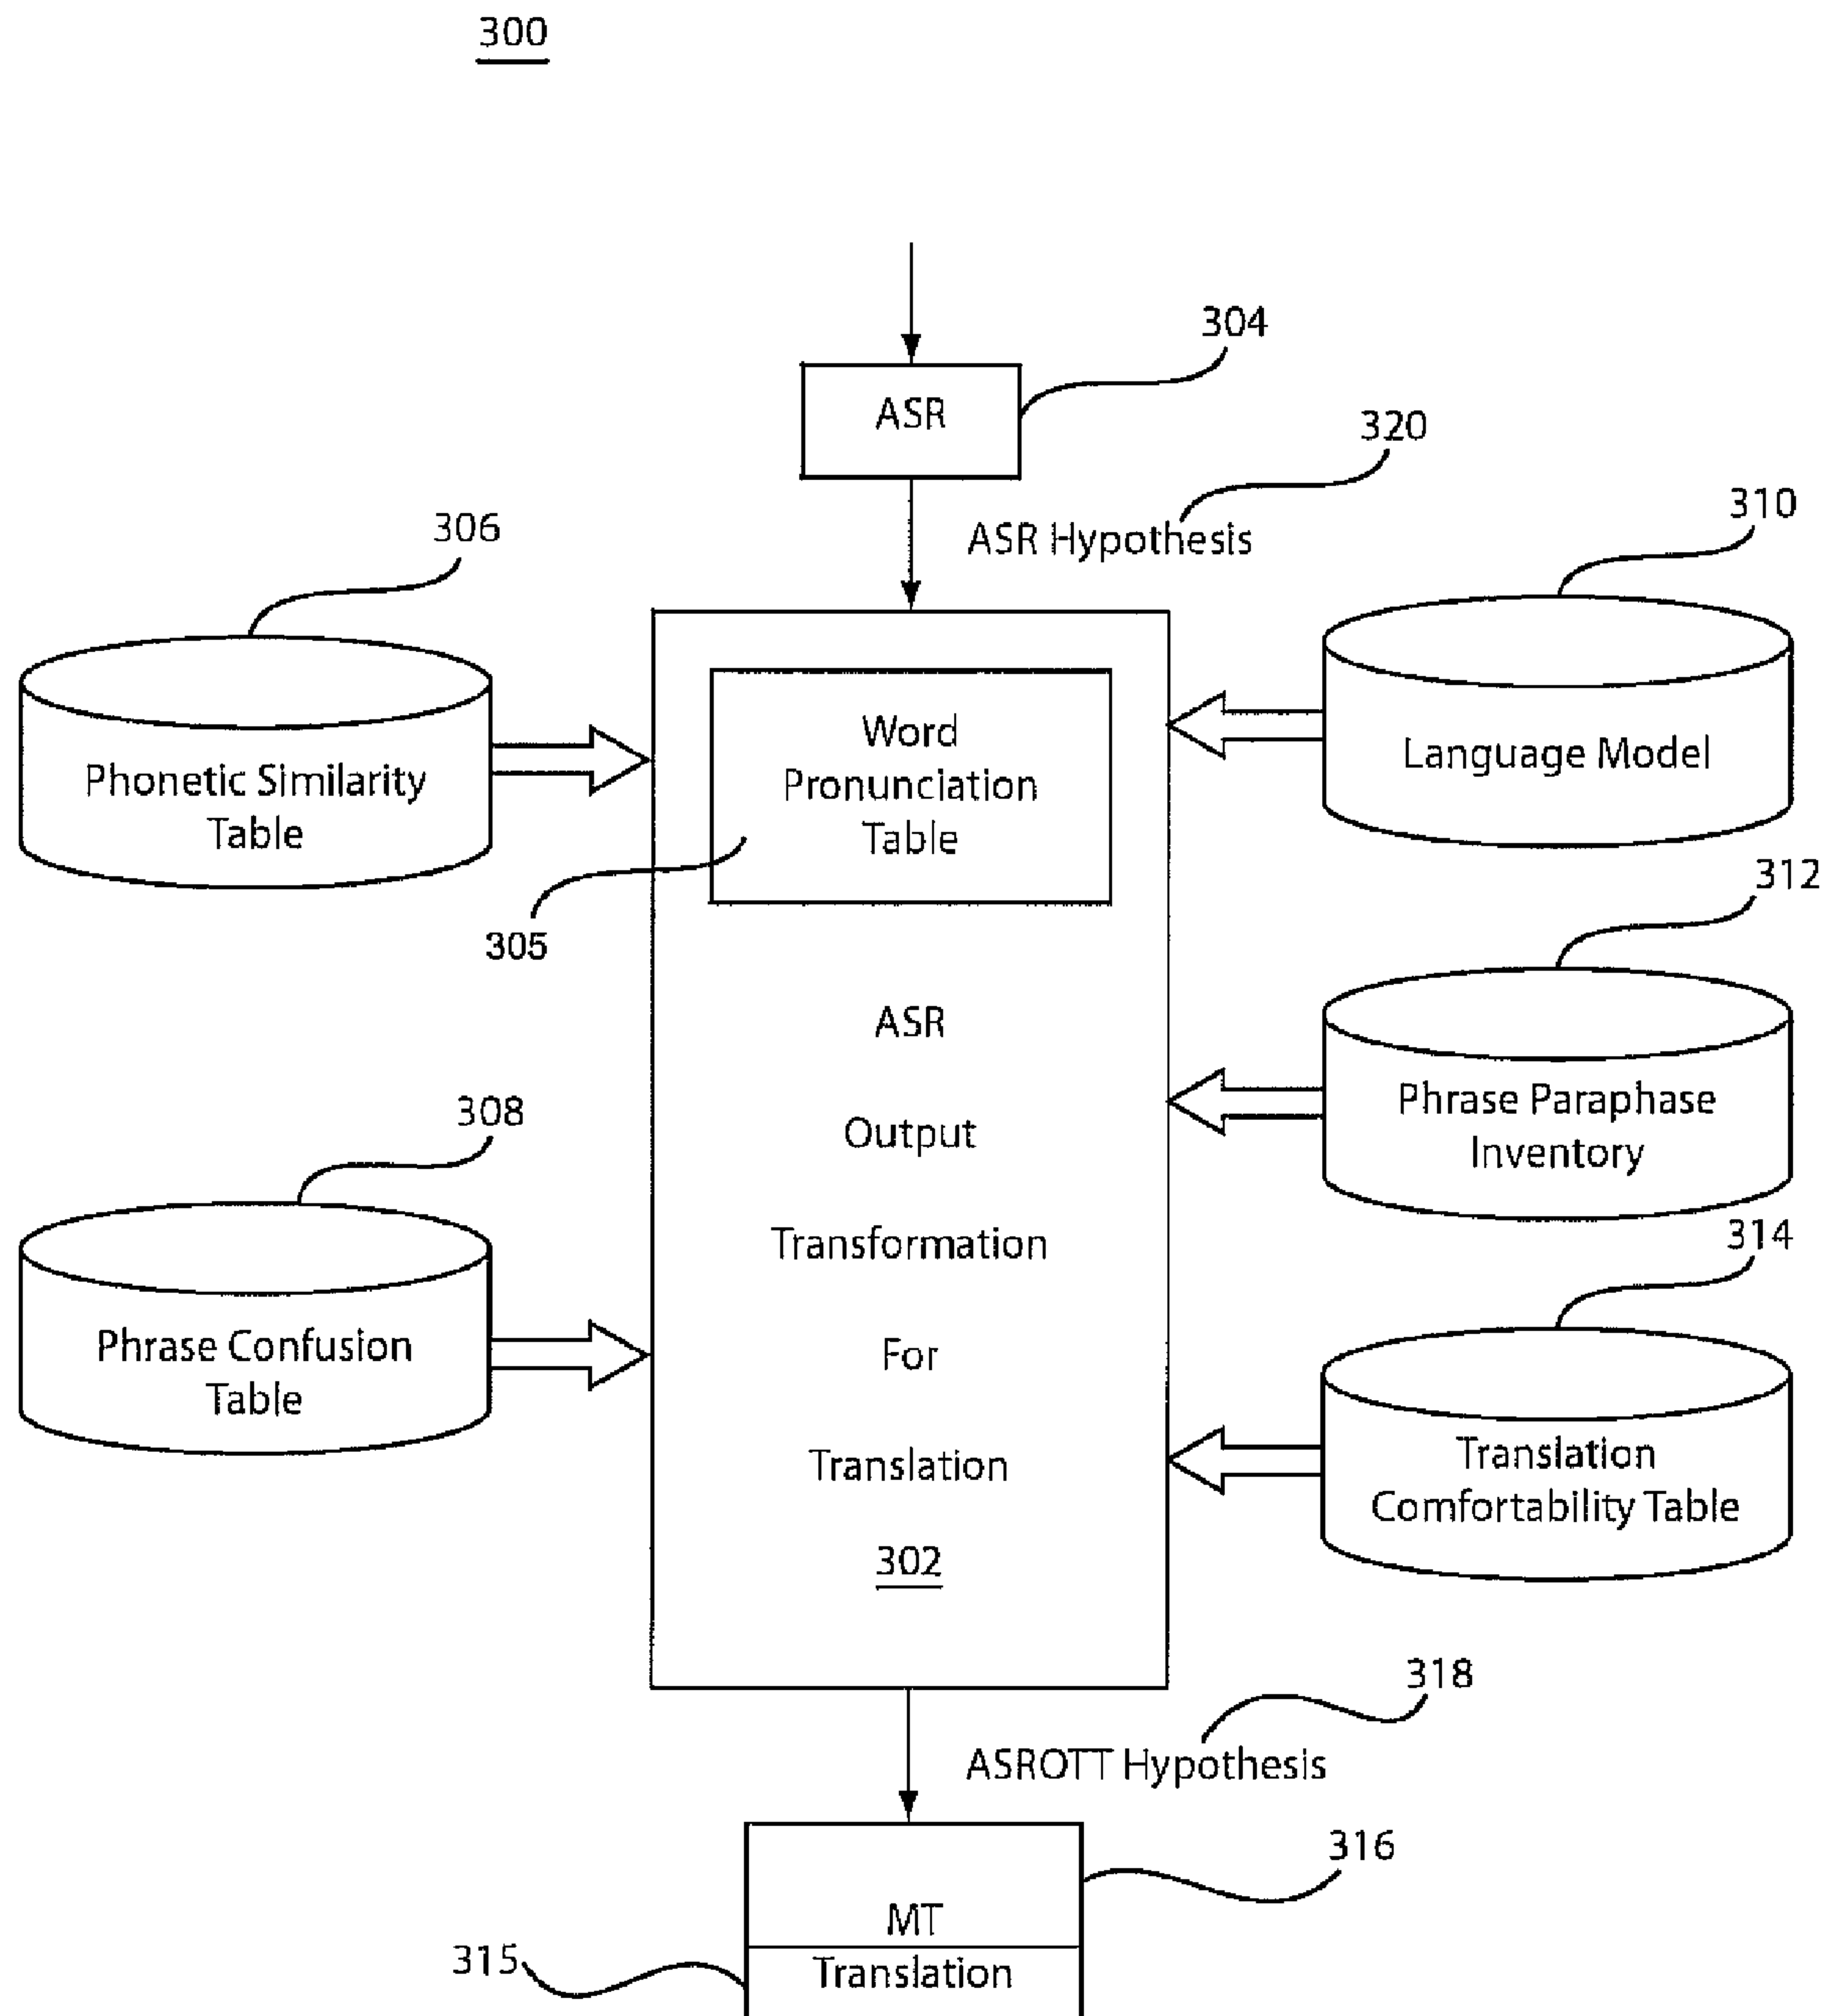 300
304
ASR
320
ASR Hypothesis
306
310
Phonetic Similarity
Table
Word
Pronunciation
Table
305
Language Model
312
Phrase Paraphase
Inventory
308
Phrase Confusion
Table
314
Translation
Comfortability Table
ASR
Output
Transformation
For
Translation
302
318
ASROTT Hypothesis
316
MT
315
Translation